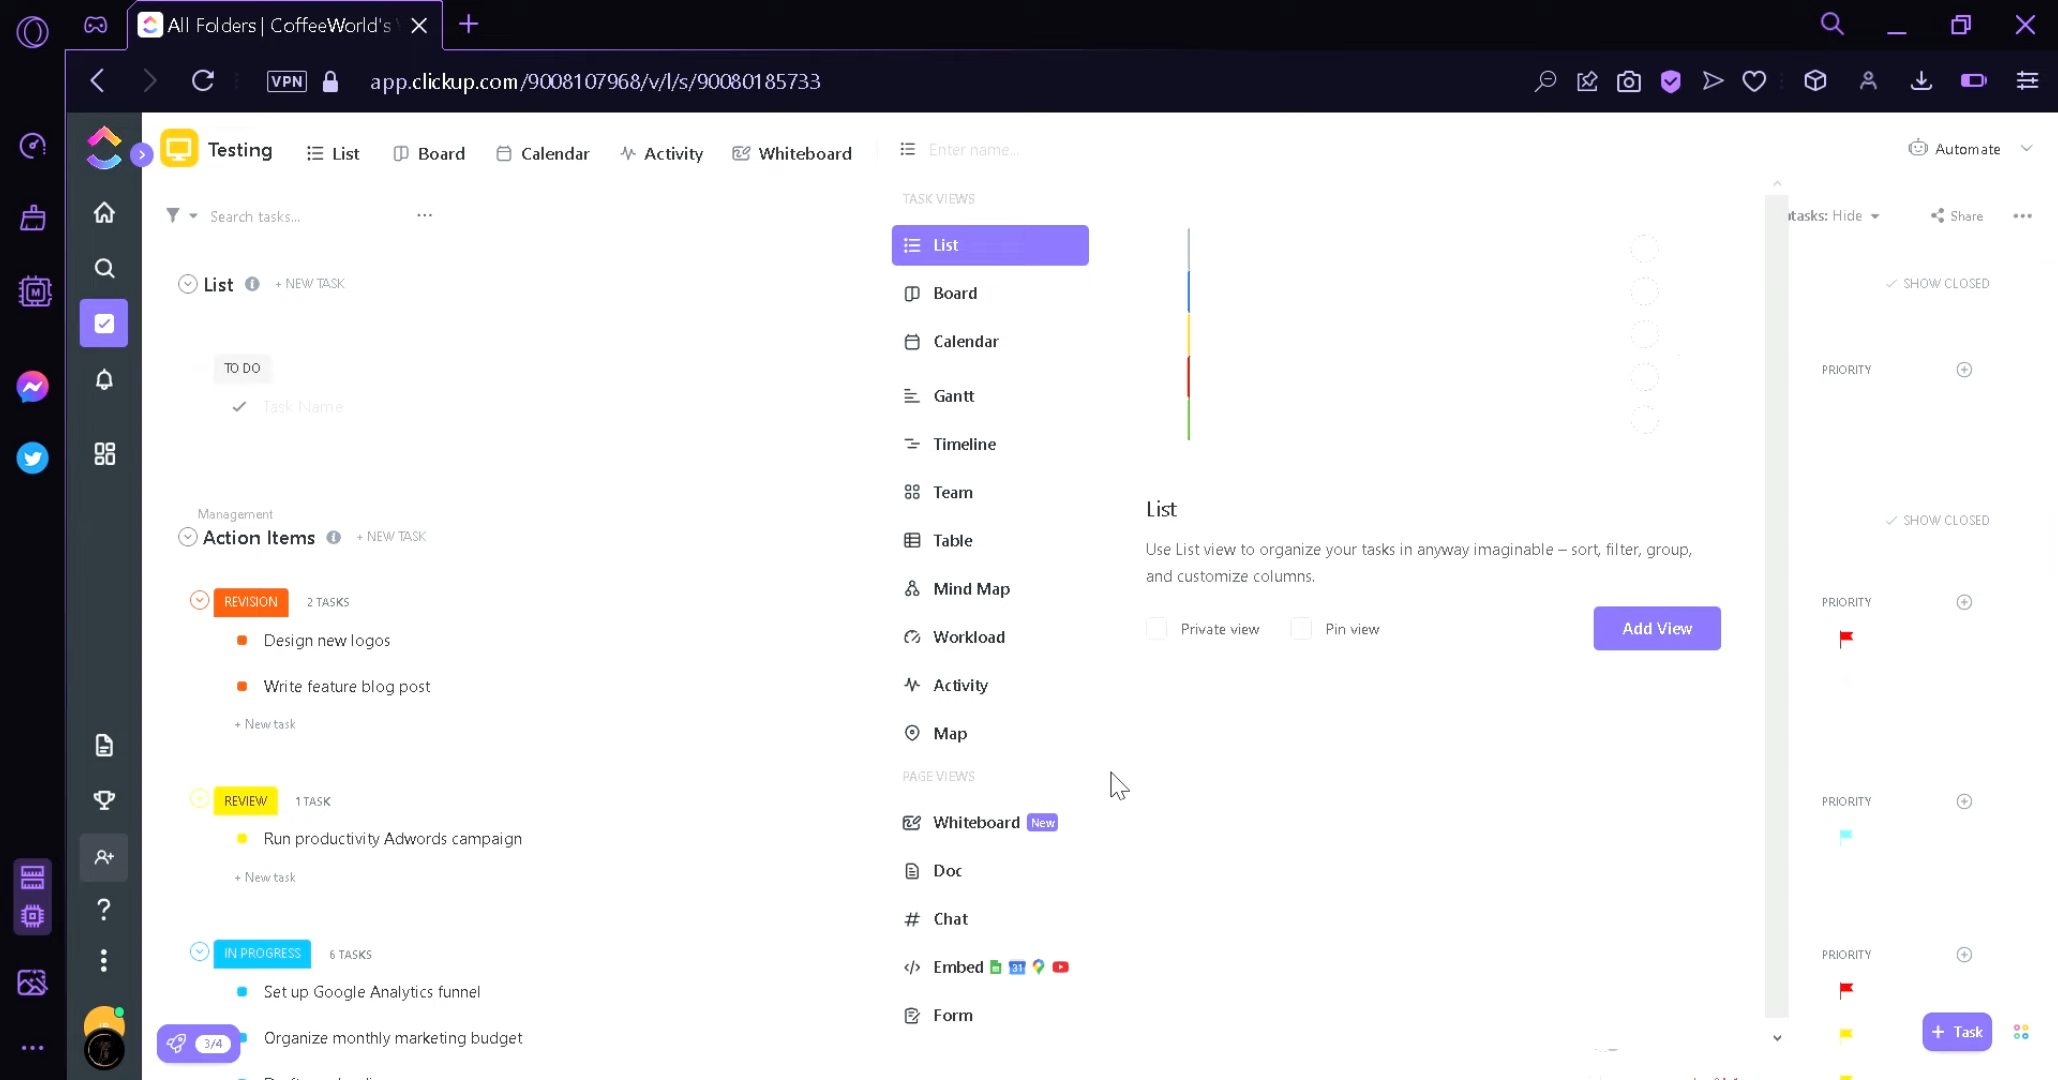 All Folders | CoffeeWorld's
VPN
app.clickup.com/9008107968/v/l/s/90080185733
Testing
List
Board
Calendar
Activity
Whiteboard
Enter name...
Automate
Search tasks...
TASK VIEWS
tasks: Hide
Share
List
List
+ NEW TASK
SHOW CLOSED
Board
Calendar
TO DO
PRIORITY
Task Name
Gantt
Timeline
Team
List
Management
Action Items
+ NEW TASK
SHOW CLOSED
Table
Use List view to organize your tasks in anyway imaginable – sort, filter, group,
and customize columns.
Mind Map
REVISION
2 TASKS
PRIORITY
Private view
Pin view
Add View
Workload
Design new logos
Activity
Write feature blog post
+ New task
Map
PAGE VIEWS
REVIEW
1 TASK
PRIORITY
Whiteboard New
Run productivity Adwords campaign
Doc
+ New task
Chat
IN PROGRESS
6 TASKS
PRIORITY
Embed
31
Set up Google Analytics funnel
Form
Organize monthly marketing budget
3/4
+ Task